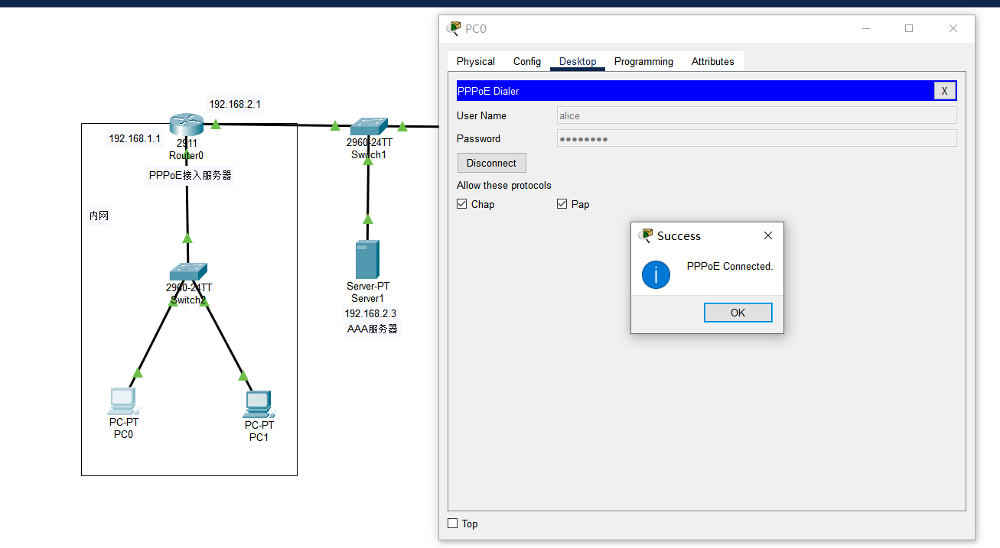 192.168.2.1
192.168.1.1
2911
Router0
PPPoE接入服务器
内网
2960-24TT
Switch1
Server-PT
Server1
192.168.2.3
AAA服务器
2960-24TT
Switch2
PC-PT
PC0
PC-PT
PC1
PC0
Physical Config Desktop Programming Attributes
PPPoE Dialer X
User Name alice
Password ●●●●●●●●
Disconnect
Allow these protocols
Chap Pap
Success
PPPoE Connected.
OK
Top